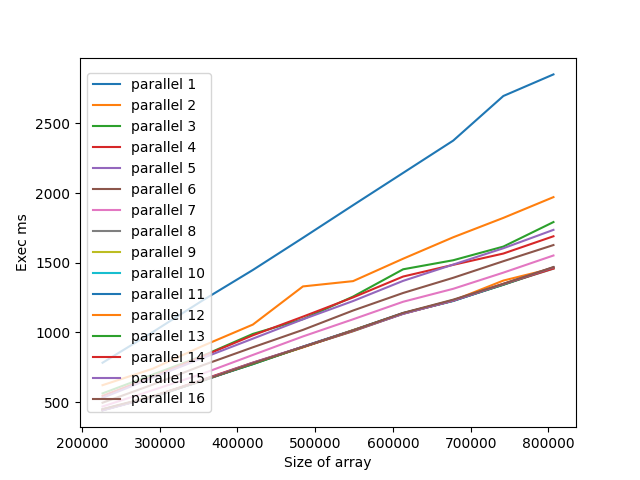 parallel 1
parallel 2
parallel 3
parallel 4
parallel 5
parallel 6
parallel 7
parallel 8
parallel 9
parallel 10
parallel 11
parallel 12
parallel 13
parallel 14
parallel 15
parallel 16
2500
2000
1500
1000
500
Exec ms
200000 300000 400000 500000 600000 700000 800000
Size of array